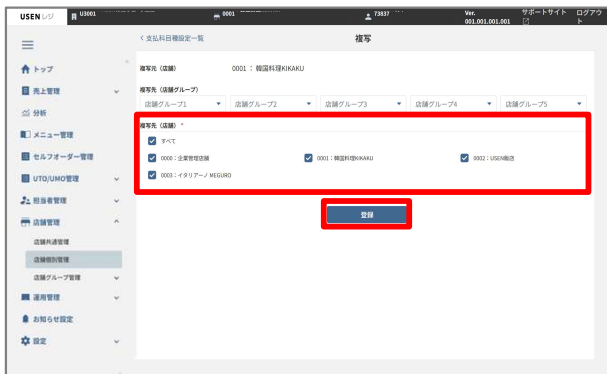 USEN レジ
U3001
0001
73837
Ver.
001.001.001.001
サポートサイト
ログアウト
< 支払科目種設定一覧
複写
トップ
売上管理
分析
メニュー管理
セルフオーダー管理
UTO/UMO管理
担当者管理
店舗管理
店舗共通管理
店舗個別管理
店舗グループ管理
運用管理
お知らせ設定
設定
複写元（店舗）
0001 ： 韓国料理KIKAKU
複写先（店舗グループ）
店舗グループ1
店舗グループ2
店舗グループ3
店舗グループ4
店舗グループ5
複写先（店舗） *
すべて
0000：企業管理店舗
0001：韓国料理KIKAKU
0002：USEN飯店
0003：イタリアーノ MEGURO
登録